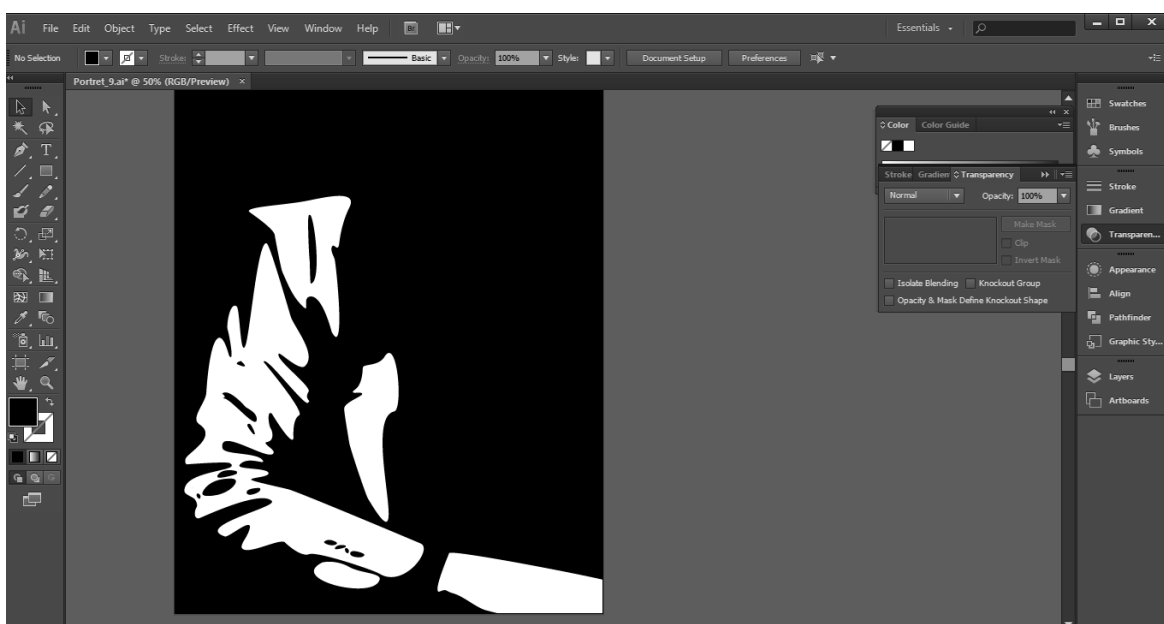 Ai File Edit Object Type Select Effect View Window Help Br Essentials
No Selection Stroke: Basic Opacity: 100% Style: Document Setup Preferences
Portret_9.ai* @ 50% (RGB/Preview) ×
Color Color Guide
Stroke Gradien Transparency
Normal Opacity: 100%
Make Mask
Clip
Invert Mask
Isolate Blending Knockout Group
Opacity & Mask Define Knockout Shape
Swatches
Brushes
Symbols
Stroke
Gradient
Transparen...
Appearance
Align
Pathfinder
Graphic Sty...
Layers
Artboards